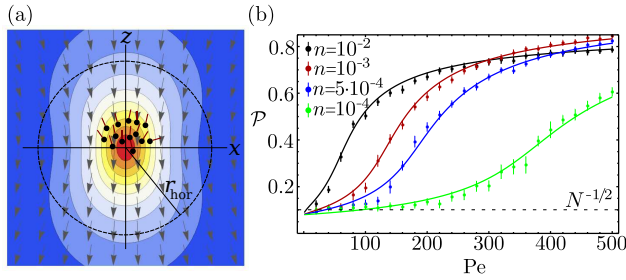 (a)
z
x
r_hor
(b)
n=10^-2
n=10^-3
n=5·10^-4
n=10^-4
𝒫
0.8
0.6
0.4
0.2
N^-1/2
100 200 300 400 500
Pe